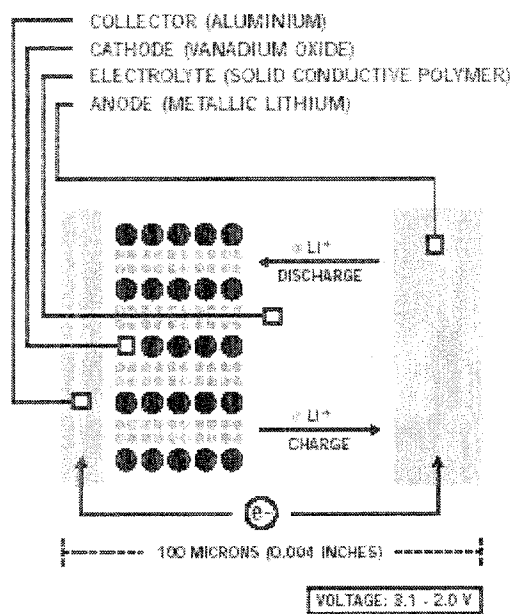 COLLECTOR (ALUMINIUM)
CATHODE (VANADIUM OXIDE)
ELECTROLYTE (SOLID CONDUCTIVE POLYMER)
ANODE (METALLIC LITHIUM)
LI+
DISCHARGE
LI+
CHARGE
e-
100 MICRONS (0.004 INCHES)
VOLTAGE: 3.1 - 2.0 V